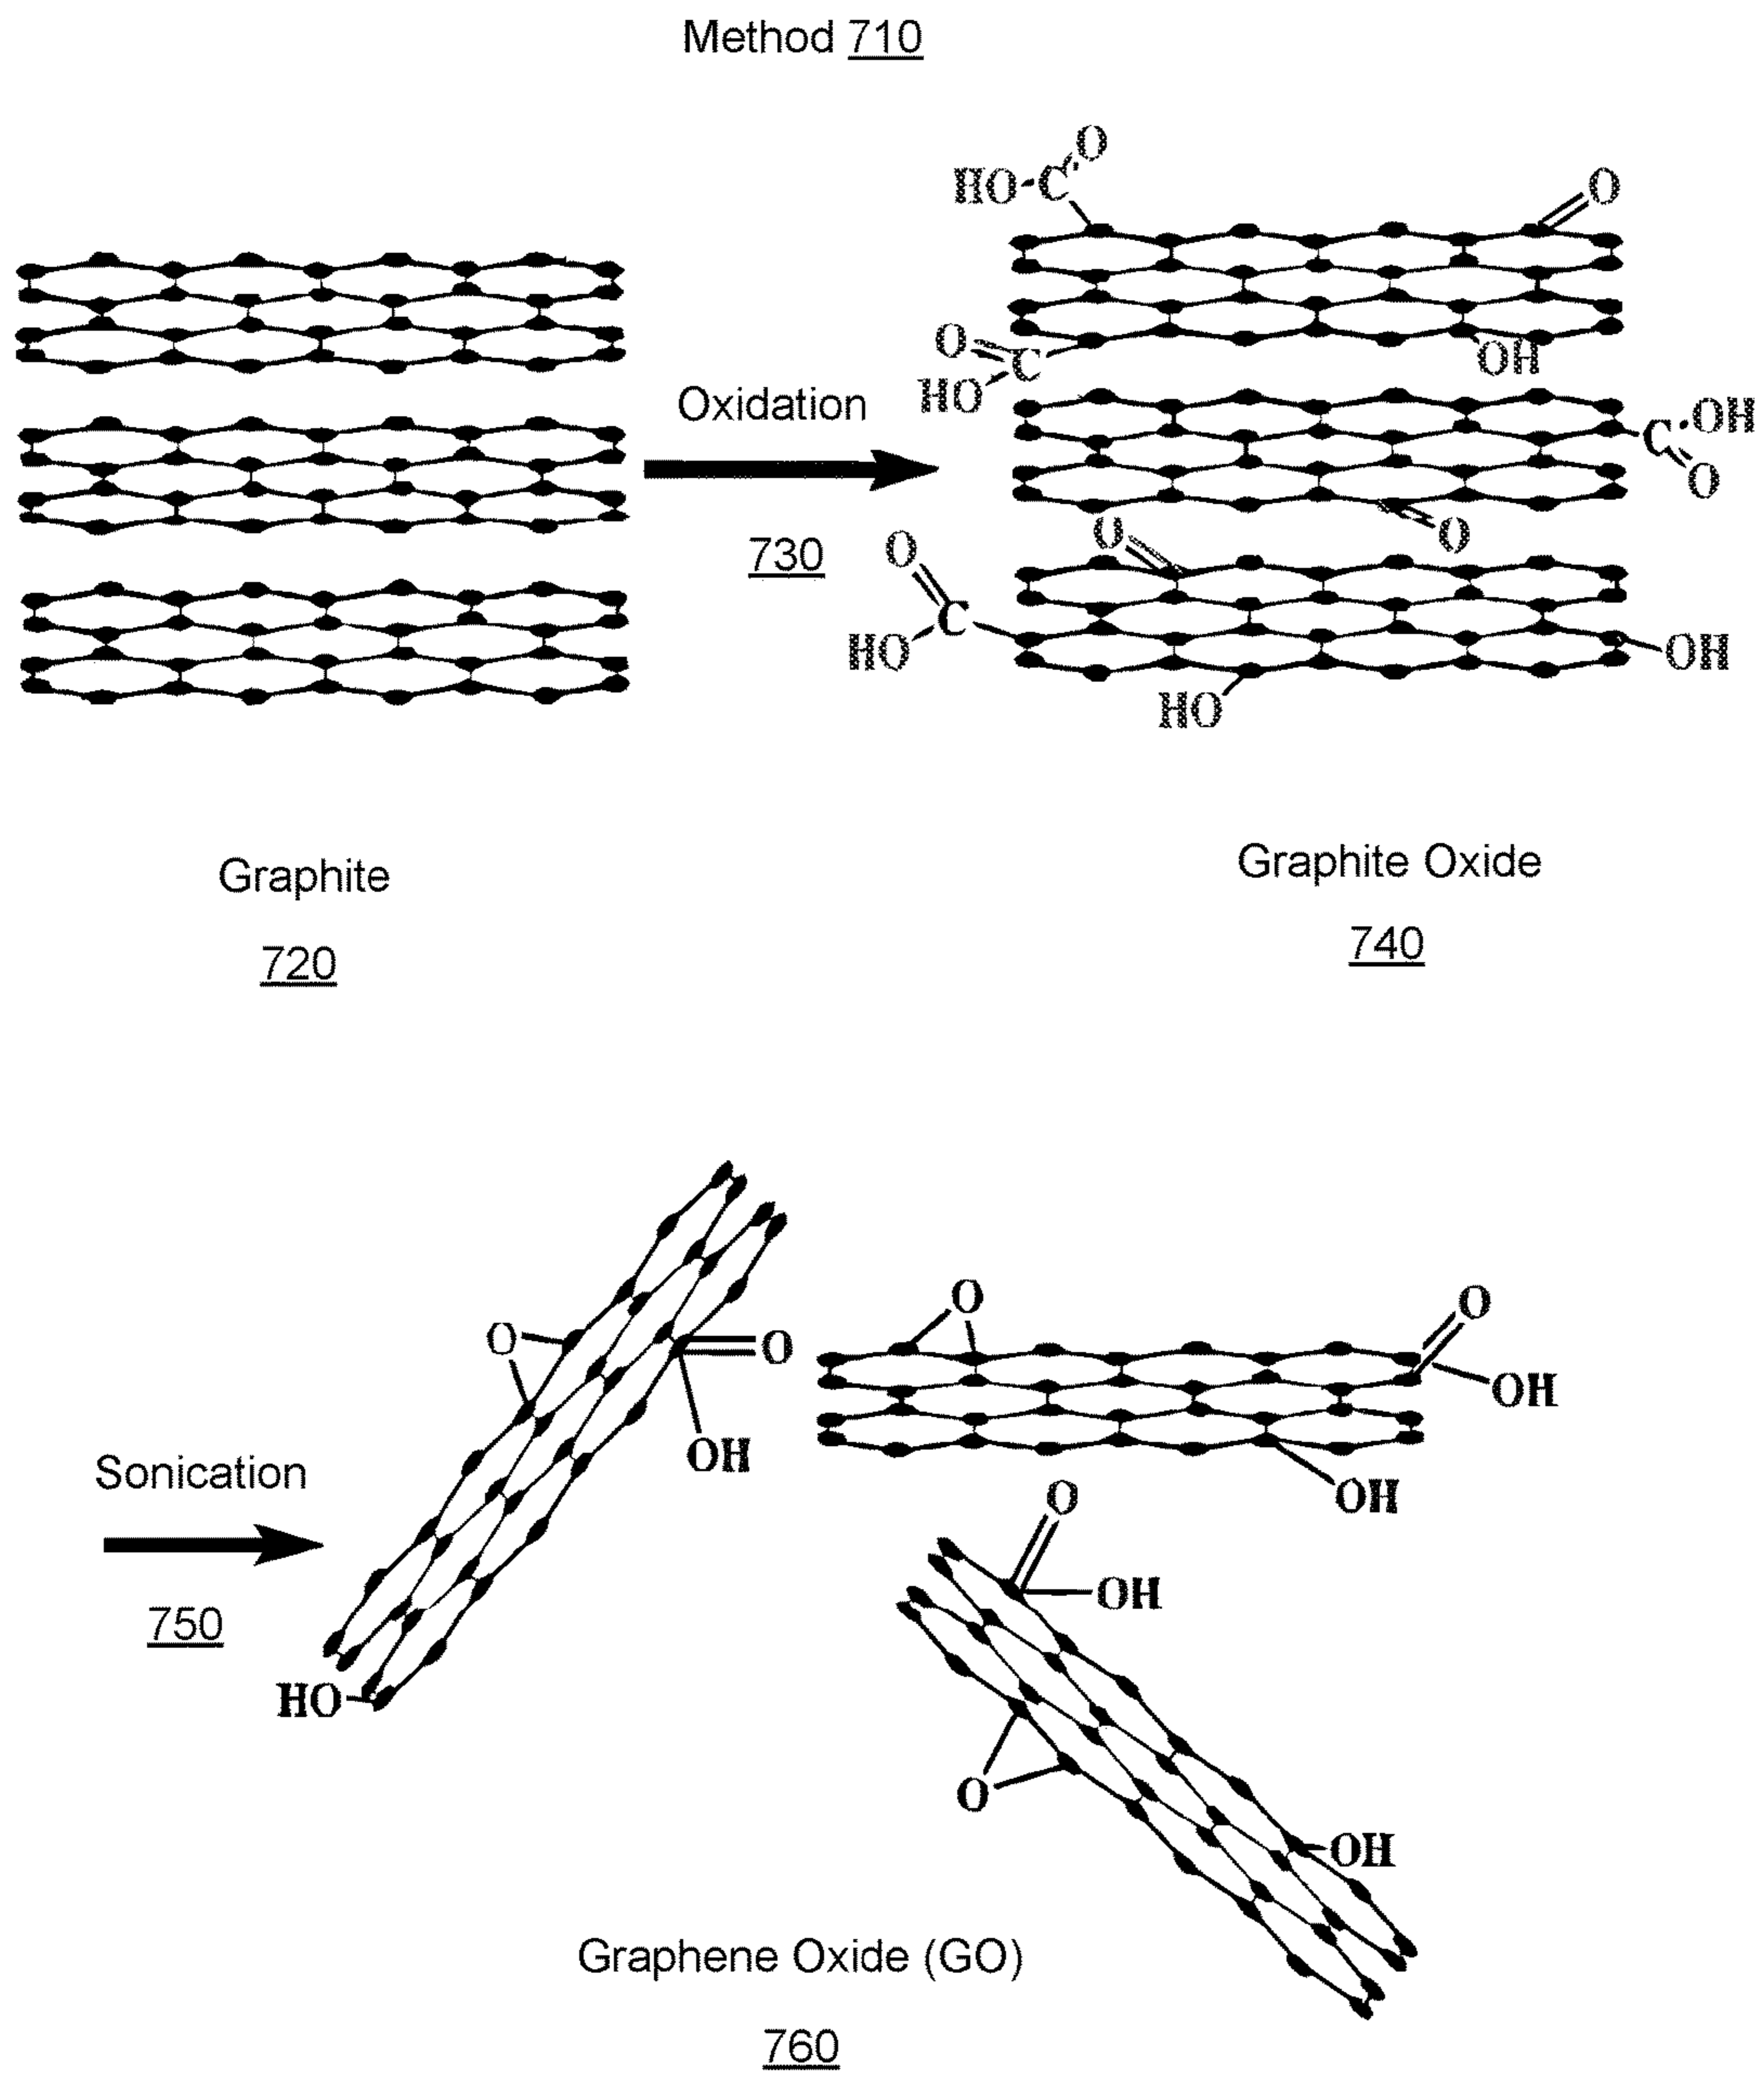 Method 710
O
HO C
O
O
C
HO
OH
Oxidation
C OH
O
730
O
O
O
C
HO
OH
HO
Graphite
720
Graphite Oxide
740
O
O
OH
O
O
OH
OH
Sonication
750
O
OH
HO
O
OH
Graphene Oxide (GO)
760